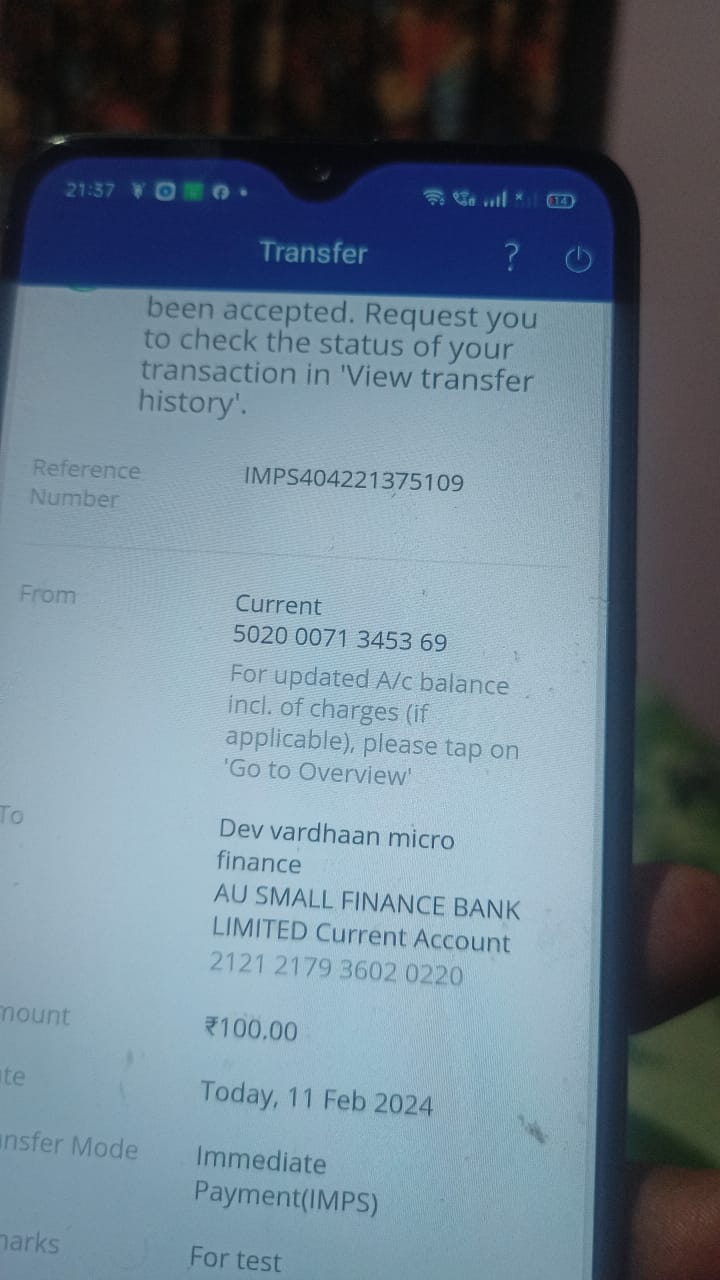 21:37
14
Transfer
?
been accepted. Request you
to check the status of your
transaction in 'View transfer
history'.
Reference
Number
IMPS404221375109
From
Current
5020 0071 3453 69
For updated A/c balance
incl. of charges (if
applicable), please tap on
'Go to Overview'
To
Dev vardhaan micro
finance
AU SMALL FINANCE BANK
LIMITED Current Account
2121 2179 3602 0220
mount
₹100.00
te
Today, 11 Feb 2024
nsfer Mode
Immediate
Payment(IMPS)
arks
For test